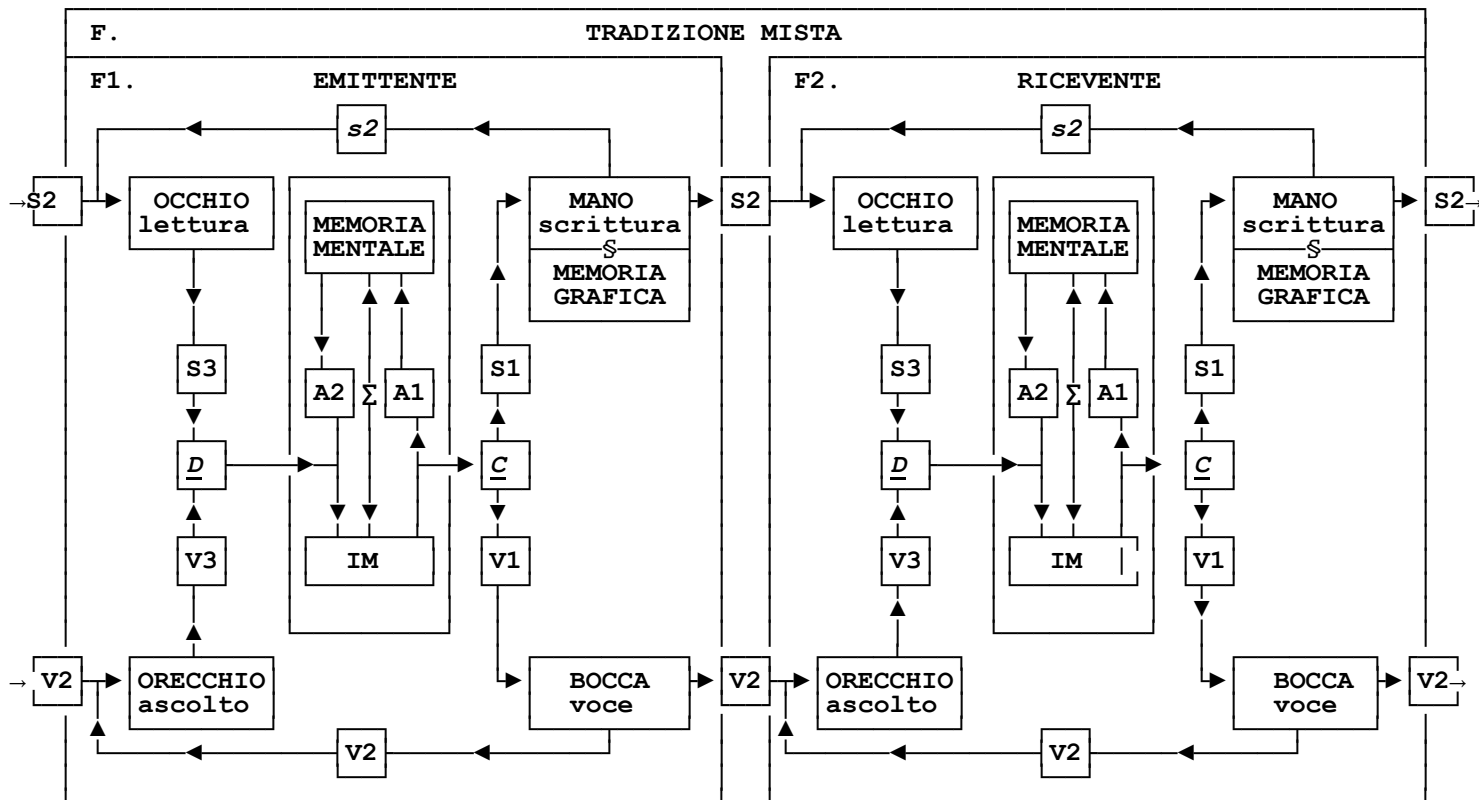 F. TRADIZIONE MISTA
F1. EMITTENTE F2. RICEVENTE
s2 s2
→S2 OCCHIO MANO S2 OCCHIO MANO S2→
lettura MEMORIA scrittura lettura MEMORIA scrittura
MENTALE § MENTALE §
MEMORIA MEMORIA
GRAFICA GRAFICA
S3 S1 S3 S1
A2 Σ A1 A2 Σ A1
D C D C
V3 IM V1 V3 IM V1
→ V2 ORECCHIO BOCCA V2 ORECCHIO BOCCA V2→
ascolto voce ascolto voce
V2 V2